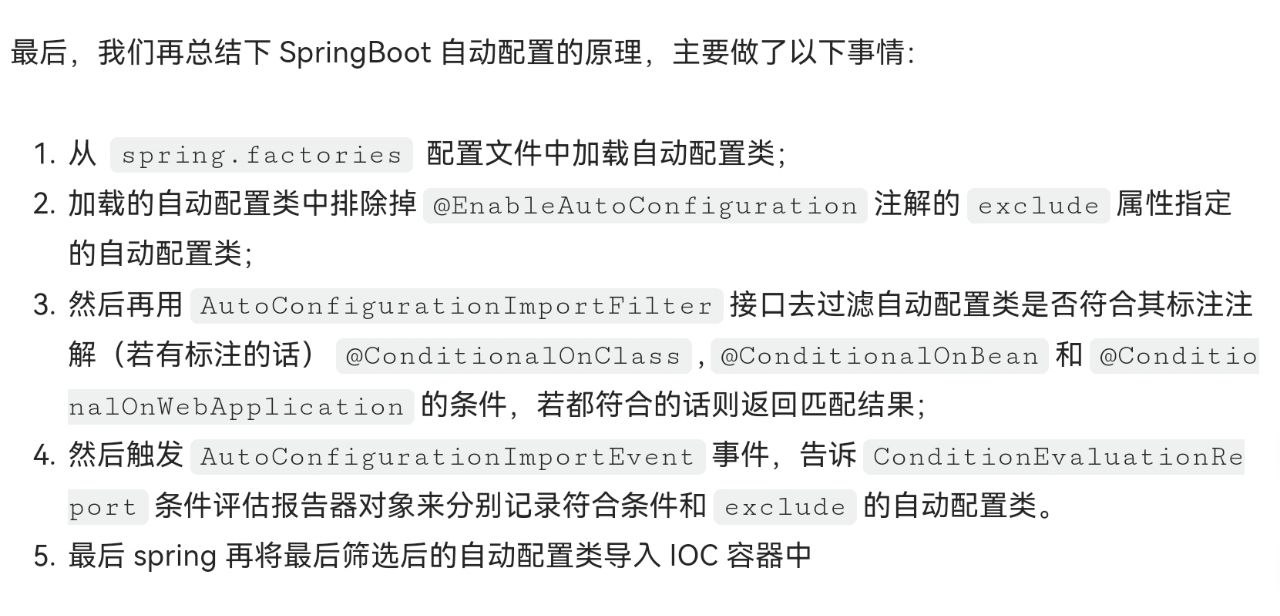 最后，我们再总结下 SpringBoot 自动配置的原理，主要做了以下事情：
1. 从 spring.factories 配置文件中加载自动配置类；
2. 加载的自动配置类中排除掉 @EnableAutoConfiguration 注解的 exclude 属性指定
的自动配置类；
3. 然后再用 AutoConfigurationImportFilter 接口去过滤自动配置类是否符合其标注注
解（若有标注的话） @ConditionalOnClass , @ConditionalOnBean 和 @Conditio
nalOnWebApplication 的条件，若都符合的话则返回匹配结果；
4. 然后触发 AutoConfigurationImportEvent 事件，告诉 ConditionEvaluationRe
port 条件评估报告器对象来分别记录符合条件和 exclude 的自动配置类。
5. 最后 spring 再将最后筛选后的自动配置类导入 IOC 容器中